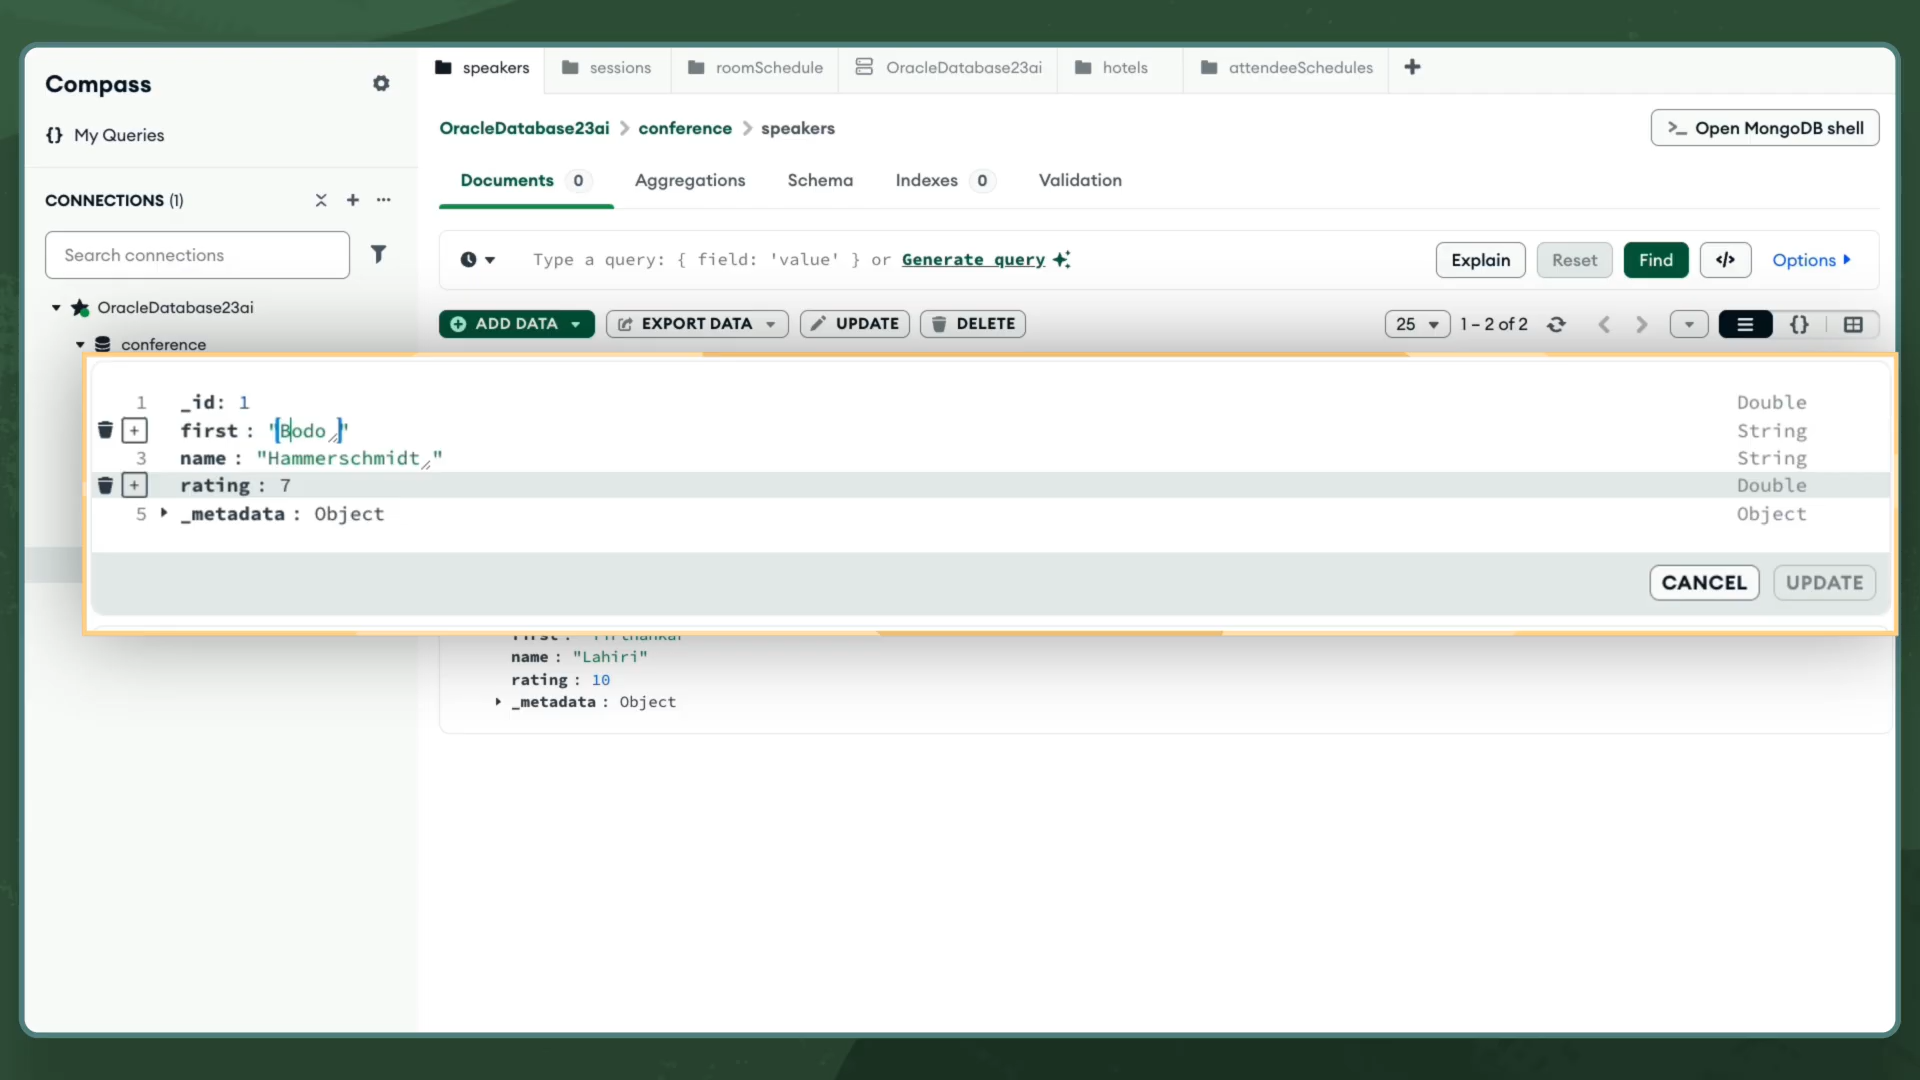 Compass
{} My Queries
CONNECTIONS (1)
Search connections
OracleDatabase23ai
conference
speakers
sessions
roomSchedule
OracleDatabase23ai
hotels
attendeeSchedules
OracleDatabase23ai > conference > speakers
>_ Open MongoDB shell
Documents 0
Aggregations
Schema
Indexes 0
Validation
Type a query: { field: 'value' } or Generate query
Explain
Reset
Find
</>
Options
ADD DATA
EXPORT DATA
UPDATE
DELETE
25
1 – 2 of 2
{}
1 _id: 1 Double
first : "Bodo" String
3 name : "Hammerschmidt" String
rating : 7 Double
5 _metadata : Object Object
CANCEL
UPDATE
name : "Lahiri"
rating : 10
_metadata : Object